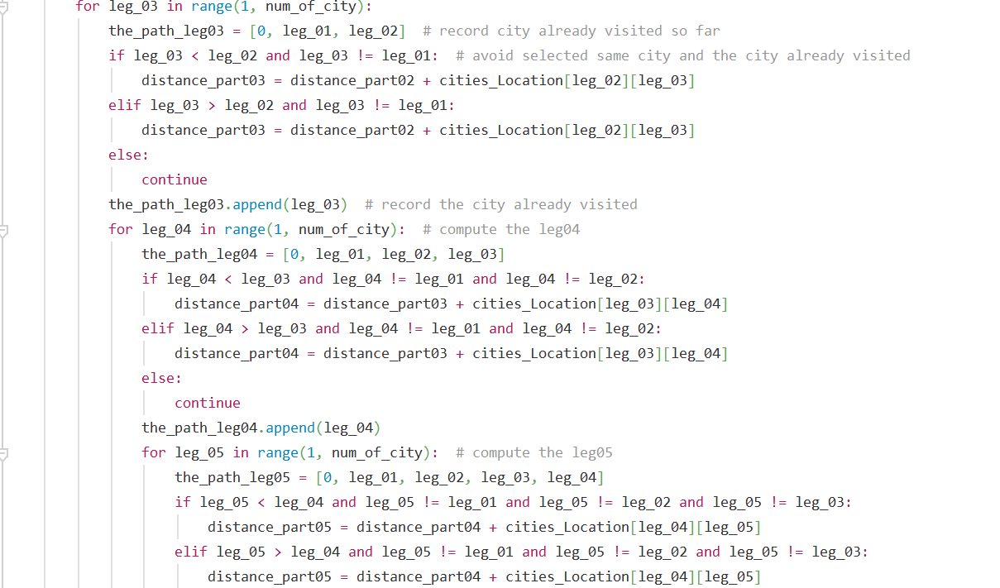 for leg_03 in range(1, num_of_city):
the_path_leg03 = [0, leg_01, leg_02]  # record city already visited so far
if leg_03 < leg_02 and leg_03 != leg_01:  # avoid selected same city and the city already visited
distance_part03 = distance_part02 + cities_Location[leg_02][leg_03]
elif leg_03 > leg_02 and leg_03 != leg_01:
distance_part03 = distance_part02 + cities_Location[leg_02][leg_03]
else:
continue
the_path_leg03.append(leg_03)  # record the city already visited
for leg_04 in range(1, num_of_city):  # compute the leg04
the_path_leg04 = [0, leg_01, leg_02, leg_03]
if leg_04 < leg_03 and leg_04 != leg_01 and leg_04 != leg_02:
distance_part04 = distance_part03 + cities_Location[leg_03][leg_04]
elif leg_04 > leg_03 and leg_04 != leg_01 and leg_04 != leg_02:
distance_part04 = distance_part03 + cities_Location[leg_03][leg_04]
else:
continue
the_path_leg04.append(leg_04)
for leg_05 in range(1, num_of_city):  # compute the leg05
the_path_leg05 = [0, leg_01, leg_02, leg_03, leg_04]
if leg_05 < leg_04 and leg_05 != leg_01 and leg_05 != leg_02 and leg_05 != leg_03:
distance_part05 = distance_part04 + cities_Location[leg_04][leg_05]
elif leg_05 > leg_04 and leg_05 != leg_01 and leg_05 != leg_02 and leg_05 != leg_03:
distance_part05 = distance_part04 + cities_Location[leg_04][leg_05]